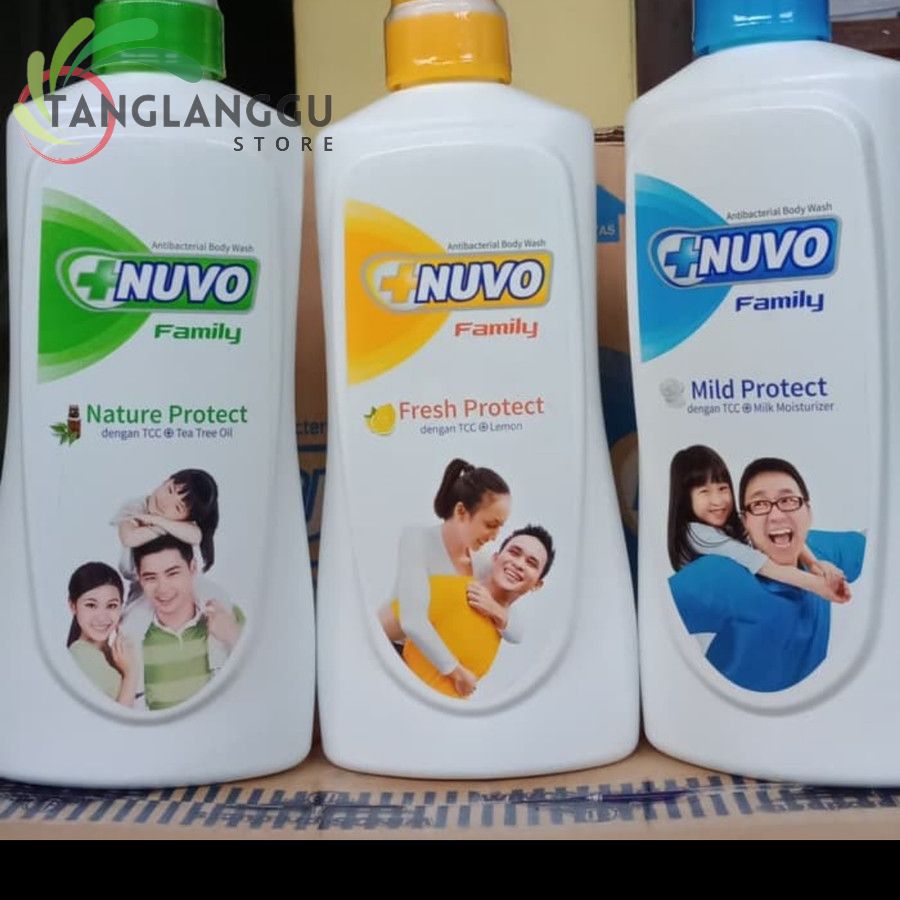 TANGLANGGU
STORE
Antibacterial Body Wash
NUVO
Family
Nature Protect
dengan TCC + Tea Tree Oil
Antibacterial Body Wash
NUVO
Family
Fresh Protect
dengan TCC + Lemon
Antibacterial Body Wash
NUVO
Family
Mild Protect
dengan TCC + Milk Moisturizer